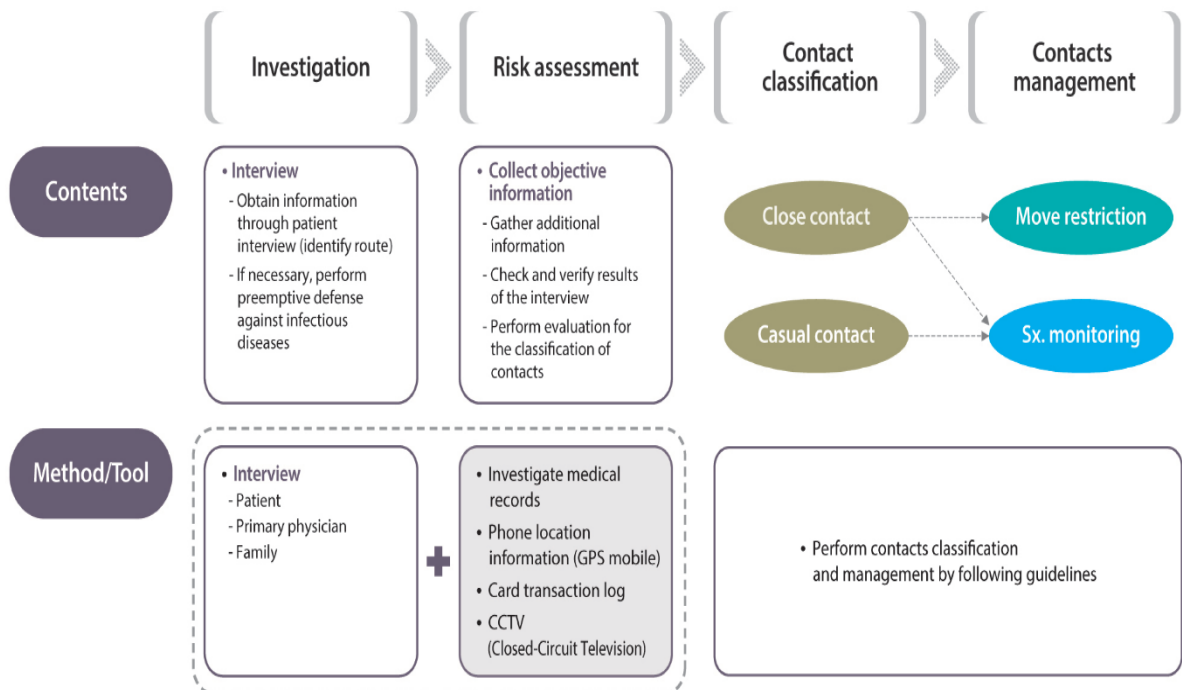 Investigation
Risk assessment
Contact
classification
Contacts
management
Contents
• Interview
- Obtain information
through patient
interview (identify route)
- If necessary, perform
preemptive defense
against infectious
diseases
• Collect objective
information
- Gather additional
information
- Check and verify results
of the interview
- Perform evaluation for
the classification of
contacts
Close contact
Move restriction
Casual contact
Sx. monitoring
Method/Tool
• Interview
- Patient
- Primary physician
- Family
+
• Investigate medical
records
• Phone location
information (GPS mobile)
• Card transaction log
• CCTV
(Closed-Circuit Television)
• Perform contacts classification
and management by following guidelines